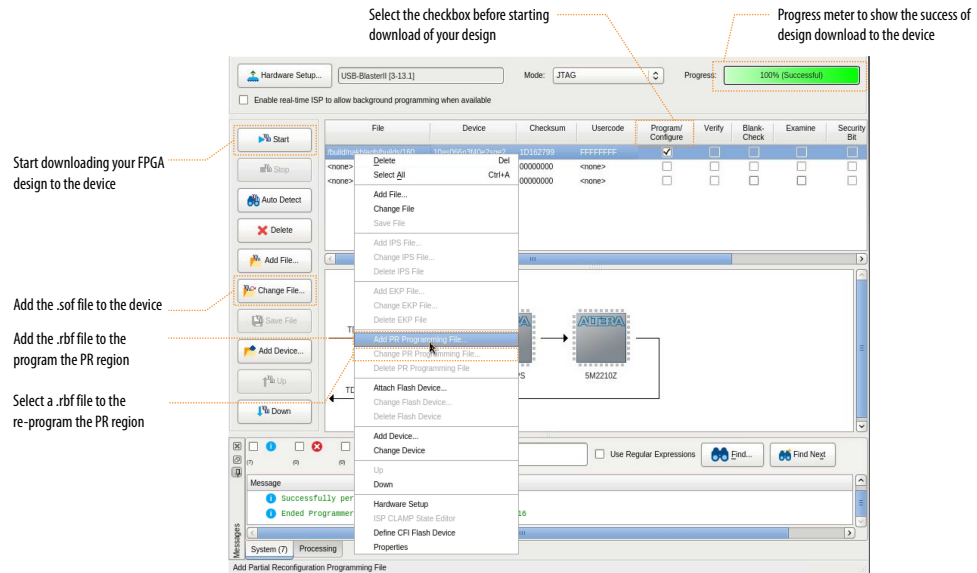 Select the checkbox before starting
download of your design
Progress meter to show the success of
design download to the device
Hardware Setup...
USB-BlasterII [3-13.1]
Mode:
JTAG
Progress:
100% (Successful)
Enable real-time ISP to allow background programming when available
File
Device
Checksum
Usercode
Program/
Configure
Verify
Blank-
Check
Examine
Security
Bit
1D162799
FFFFFFFF
<none>
00000000
<none>
<none>
00000000
<none>
Start downloading your FPGA
design to the device
Add the .sof file to the device
Add the .rbf file to the
program the PR region
Select a .rbf file to the
re-program the PR region
Start
Stop
Auto Detect
Delete
Add File...
Change File...
Save File
Add Device...
Up
Down
Delete Del
Select All Ctrl+A
Add File...
Change File
Save File
Add IPS File...
Change IPS File...
Delete IPS File
Add EKP File...
Change EKP File...
Delete EKP File
Add PR Programming File...
Change PR Programming File...
Delete PR Programming File
Attach Flash Device...
Change Flash Device...
Delete Flash Device
Add Device...
Change Device
Up
Down
Hardware Setup
ISP CLAMP State Editor
Define CFI Flash Device
Properties
ALTERA
5M2210Z
(7)
(0)
(0)
Use Regular Expressions
Find...
Find Next
Message
Successfully per
Ended Programmer
16
Messages
System (7)
Processing
Add Partial Reconfiguration Programming File